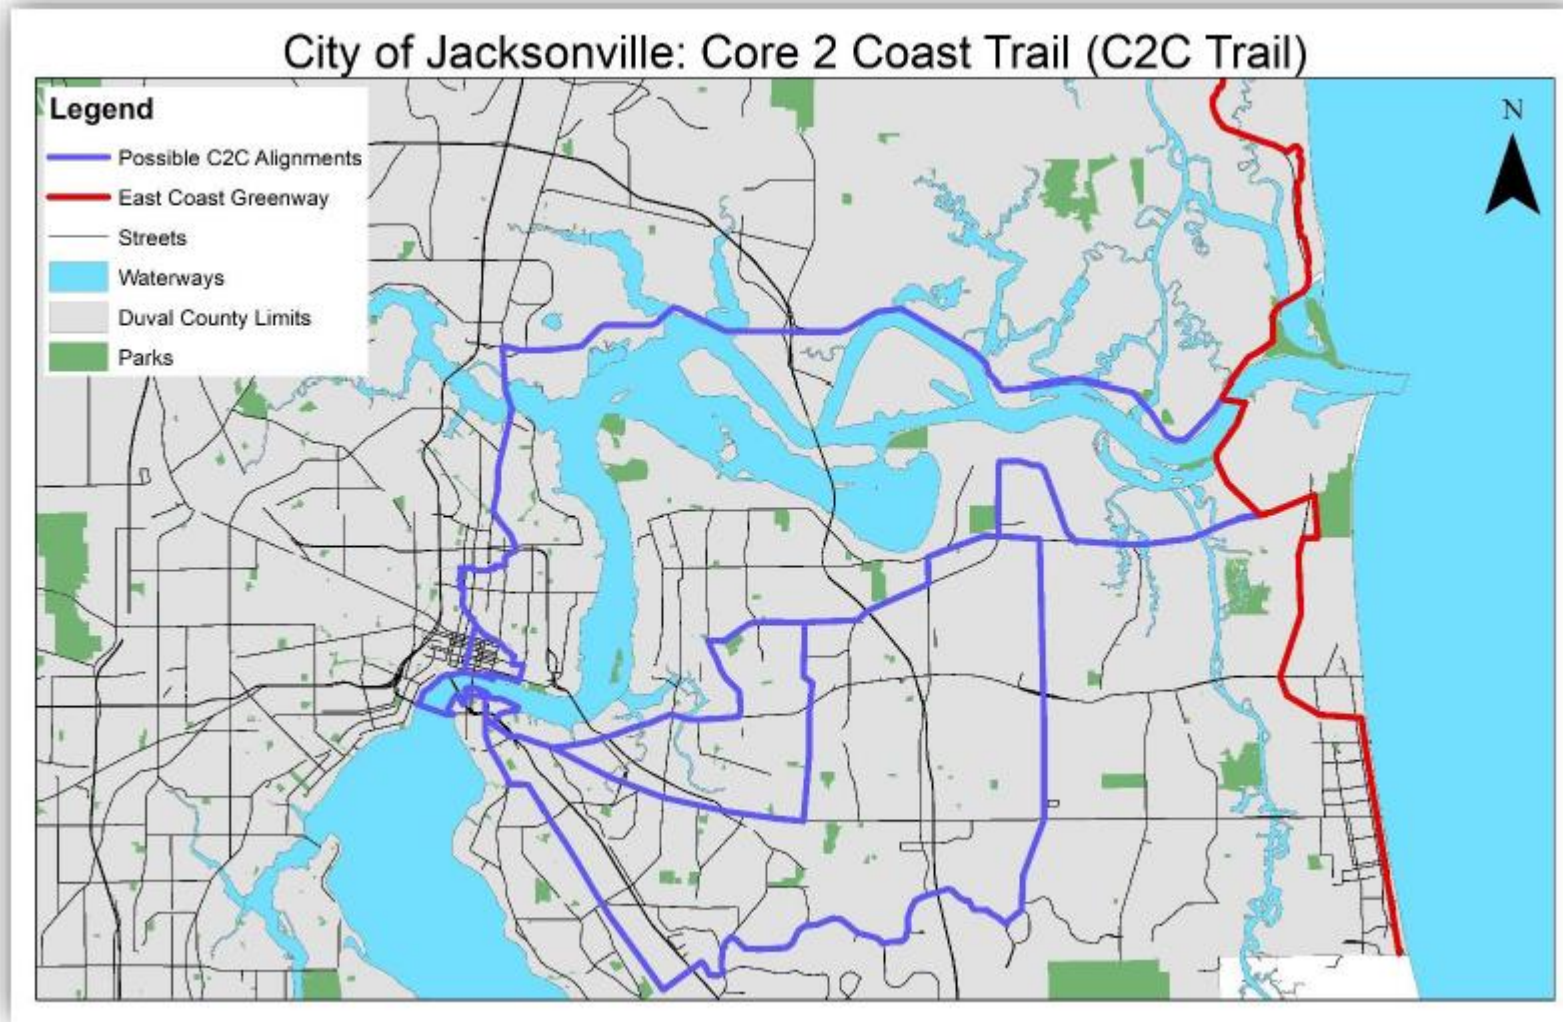 City of Jacksonville: Core 2 Coast Trail (C2C Trail)
Legend
Possible C2C Alignments
East Coast Greenway
Streets
Waterways
Duval County Limits
Parks
N